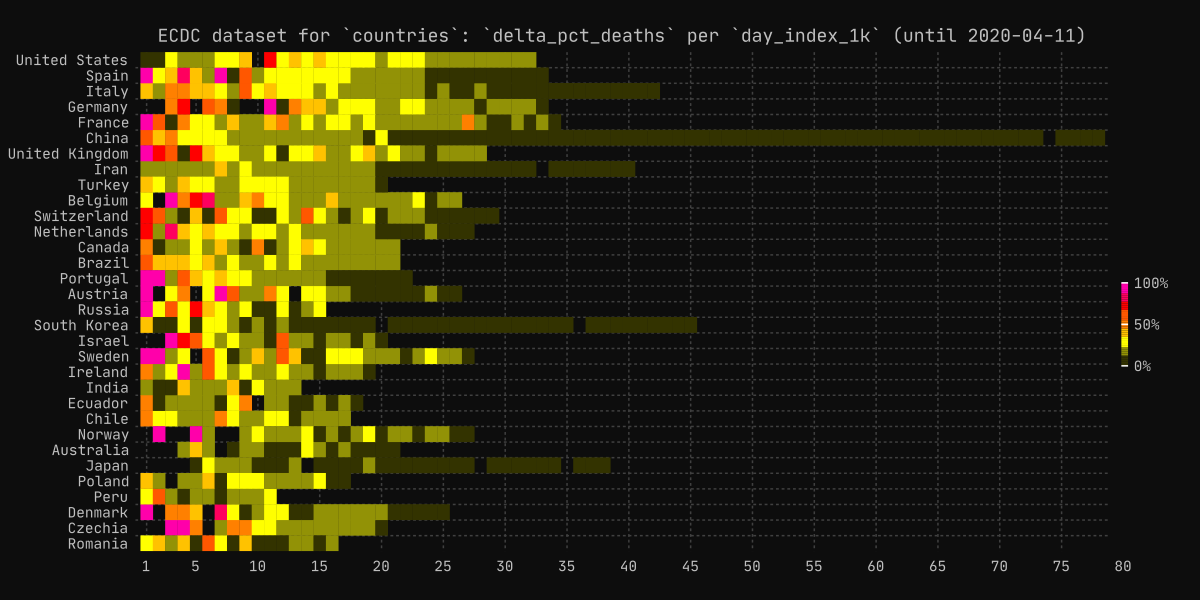 ECDC dataset for `countries`: `delta_pct_deaths` per `day_index_1k` (until 2020-04-11)
United States
Spain
Italy
Germany
France
China
United Kingdom
Iran
Turkey
Belgium
Switzerland
Netherlands
Canada
Brazil
Portugal
Austria
Russia
South Korea
Israel
Sweden
Ireland
India
Ecuador
Chile
Norway
Australia
Japan
Poland
Peru
Denmark
Czechia
Romania
100%
50%
0%
1 5 10 15 20 25 30 35 40 45 50 55 60 65 70 75 80